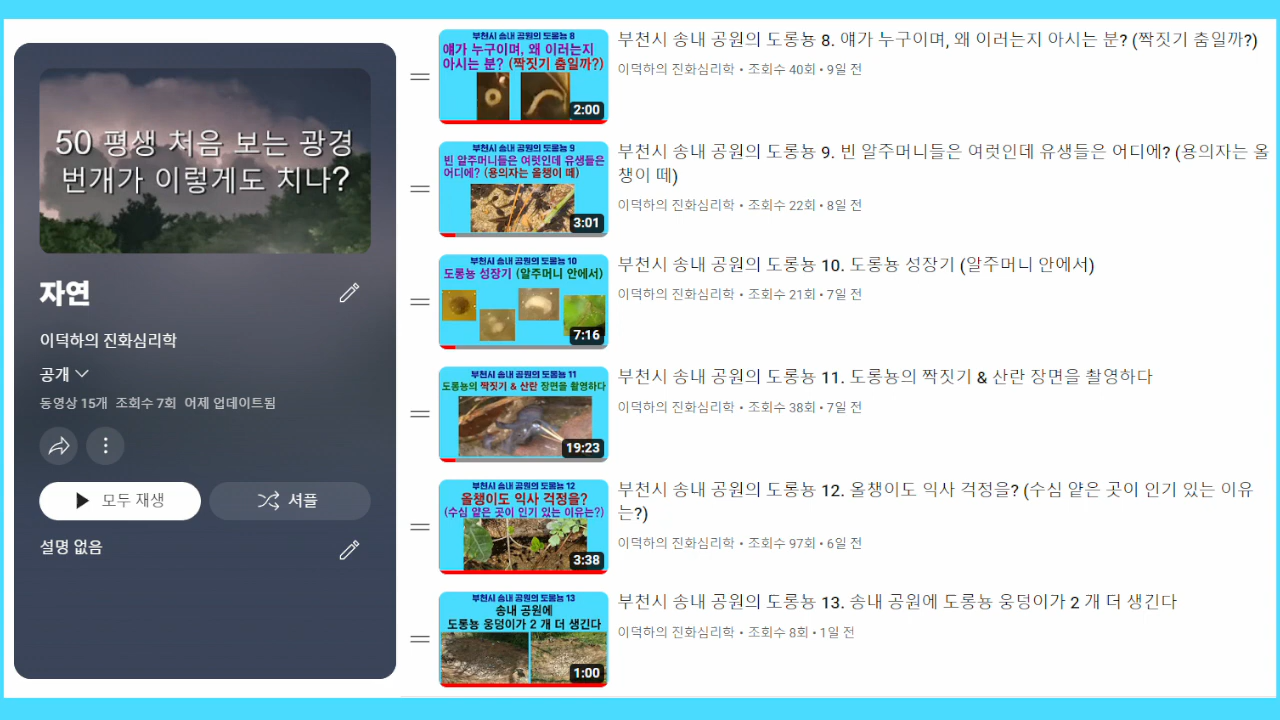 50 평생 처음 보는 광경
번개가 이렇게도 치나?
자연
이덕하의 진화심리학
공개
동영상 15개 조회수 7회 어제 업데이트됨
모두 재생
셔플
설명 없음
부천시 송내 공원의 도롱뇽 8
얘가 누구이며, 왜 이러는지
아시는 분? (짝짓기 춤일까?)
2:00
부천시 송내 공원의 도롱뇽 8. 얘가 누구이며, 왜 이러는지 아시는 분? (짝짓기 춤일까?)
이덕하의 진화심리학 • 조회수 40회 • 9일 전
부천시 송내 공원의 도롱뇽 9
빈 알주머니들은 여럿인데 유생들은
어디에? (용의자는 올챙이 떼)
3:01
부천시 송내 공원의 도롱뇽 9. 빈 알주머니들은 여럿인데 유생들은 어디에? (용의자는 올
챙이 떼)
이덕하의 진화심리학 • 조회수 22회 • 8일 전
부천시 송내 공원의 도롱뇽 10
도롱뇽 성장기 (알주머니 안에서)
7:16
부천시 송내 공원의 도롱뇽 10. 도롱뇽 성장기 (알주머니 안에서)
이덕하의 진화심리학 • 조회수 21회 • 7일 전
부천시 송내 공원의 도롱뇽 11
도롱뇽의 짝짓기 & 산란 장면을 촬영하다
19:23
부천시 송내 공원의 도롱뇽 11. 도롱뇽의 짝짓기 & 산란 장면을 촬영하다
이덕하의 진화심리학 • 조회수 38회 • 7일 전
부천시 송내 공원의 도롱뇽 12
올챙이도 익사 걱정을?
(수심 얕은 곳이 인기 있는 이유는?)
3:38
부천시 송내 공원의 도롱뇽 12. 올챙이도 익사 걱정을? (수심 얕은 곳이 인기 있는 이유
는?)
이덕하의 진화심리학 • 조회수 97회 • 6일 전
부천시 송내 공원의 도롱뇽 13
송내 공원에
도롱뇽 웅덩이가 2 개 더 생긴다
1:00
부천시 송내 공원의 도롱뇽 13. 송내 공원에 도롱뇽 웅덩이가 2 개 더 생긴다
이덕하의 진화심리학 • 조회수 8회 • 1일 전